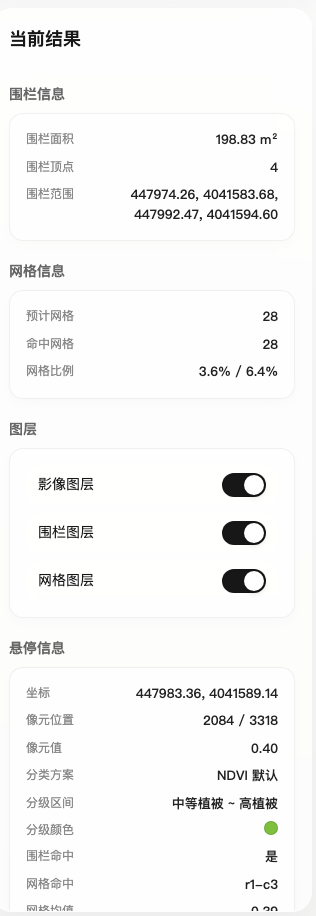 当前结果
围栏信息
围栏面积 198.83 m²
围栏顶点 4
围栏范围 447974.26, 4041583.68,
447992.47, 4041594.60
网格信息
预计网格 28
命中网格 28
网格比例 3.6% / 6.4%
图层
影像图层
围栏图层
网格图层
悬停信息
坐标 447983.36, 4041589.14
像元位置 2084 / 3318
像元值 0.40
分类方案 NDVI 默认
分级区间 中等植被 ~ 高植被
分级颜色
围栏命中 是
网格命中 r1-c3
网格均值 0.39